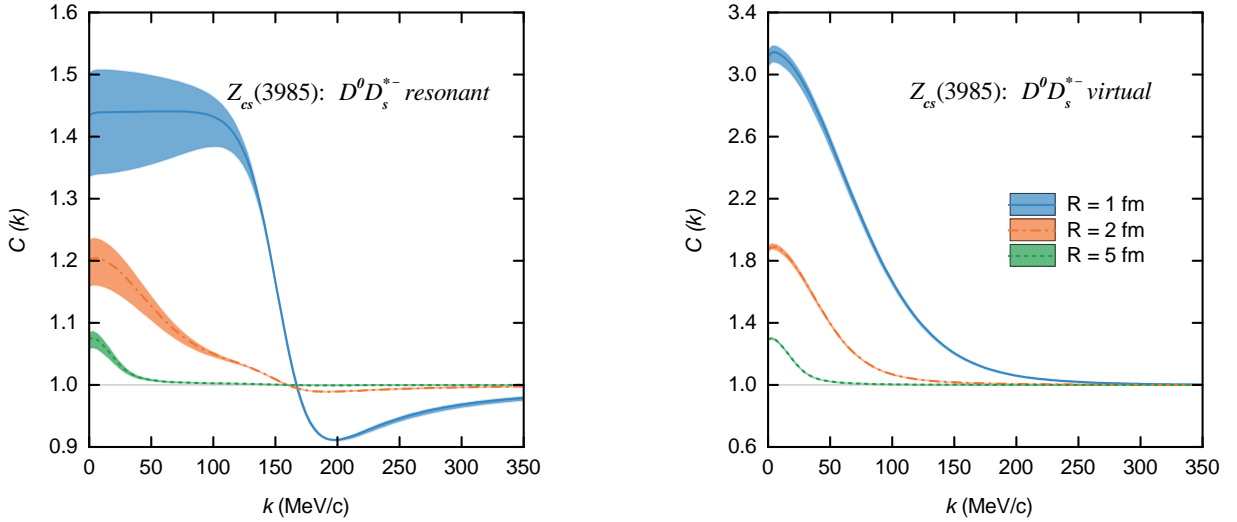 1.6
1.5
1.4
1.3
1.2
1.1
1.0
0.9
C (k)
Z_cs(3985): D⁰D_s^*− resonant
0 50 100 150 200 250 300 350
k (MeV/c)
3.4
3.0
2.6
2.2
1.8
1.4
1.0
0.6
C (k)
Z_cs(3985): D⁰D_s^*− virtual
R = 1 fm
R = 2 fm
R = 5 fm
0 50 100 150 200 250 300 350
k (MeV/c)